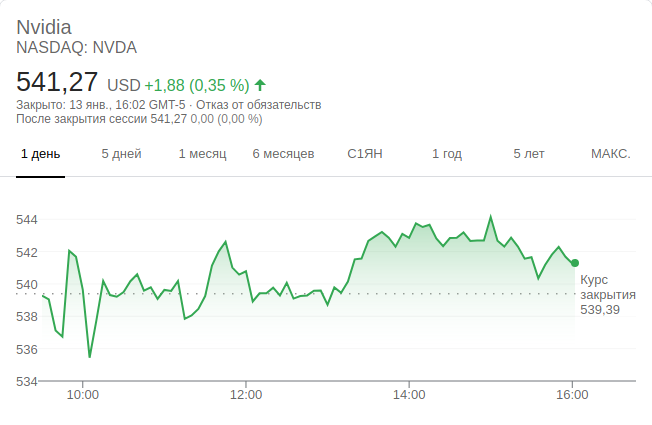 Nvidia
NASDAQ: NVDA
541,27 USD +1,88 (0,35 %)
Закрыто: 13 янв., 16:02 GMT-5 · Отказ от обязательств
После закрытия сессии 541,27 0,00 (0,00 %)
1 день 5 дней 1 месяц 6 месяцев С1ЯН 1 год 5 лет МАКС.
544
542
540
538
536
534
Курс
закрытия
539,39
10:00 12:00 14:00 16:00